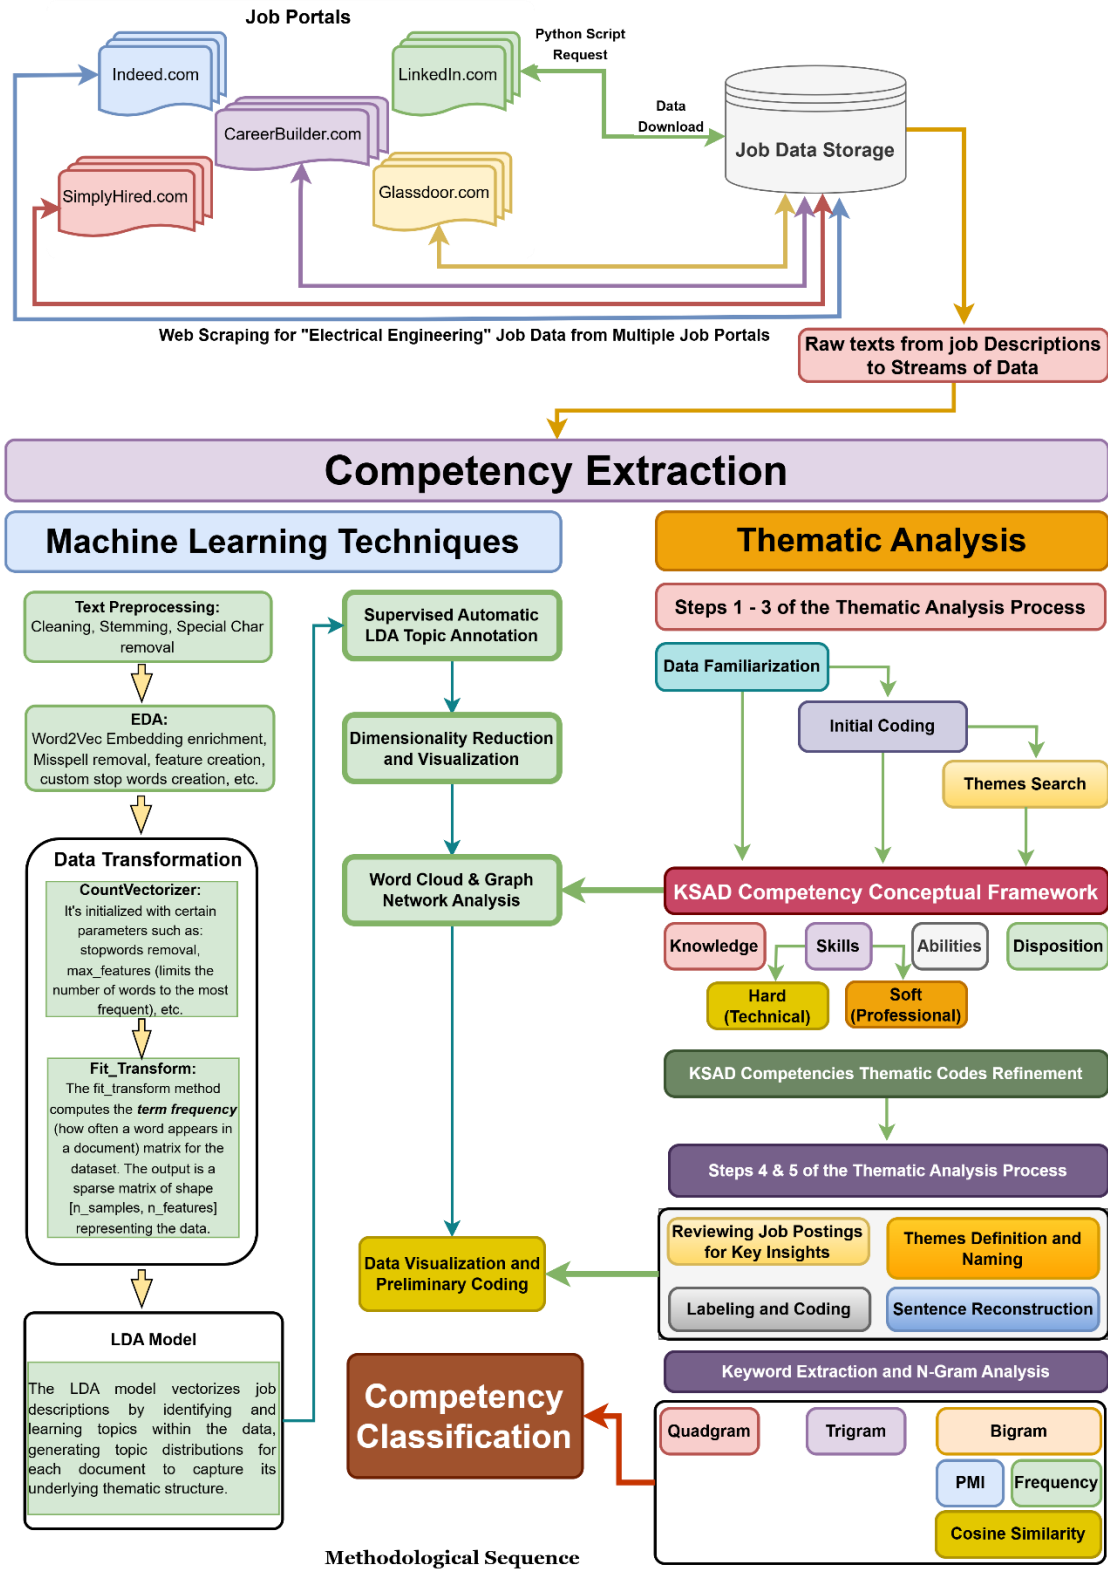 Job Portals
Indeed.com
LinkedIn.com
CareerBuilder.com
SimplyHired.com
Glassdoor.com
Python Script
Request
Data
Download
Job Data Storage
Web Scraping for "Electrical Engineering" Job Data from Multiple Job Portals
Raw texts from job Descriptions
to Streams of Data
Competency Extraction
Machine Learning Techniques
Text Preprocessing:
Cleaning, Stemming, Special Char
removal
EDA:
Word2Vec Embedding enrichment,
Misspell removal, feature creation,
custom stop words creation, etc.
Data Transformation
CountVectorizer:
It's initialized with certain
parameters such as:
stopwords removal,
max_features (limits the
number of words to the most
frequent), etc.
Fit_Transform:
The fit_transform method
computes the term frequency
(how often a word appears in
a document) matrix for the
dataset. The output is a
sparse matrix of shape
[n_samples, n_features]
representing the data.
LDA Model
The LDA model vectorizes job
descriptions by identifying and
learning topics within the data,
generating topic distributions for
each document to capture its
underlying thematic structure.
Supervised Automatic
LDA Topic Annotation
Dimensionality Reduction
and Visualization
Word Cloud & Graph
Network Analysis
Data Visualization and
Preliminary Coding
Competency
Classification
Thematic Analysis
Steps 1 - 3 of the Thematic Analysis Process
Data Familiarization
Initial Coding
Themes Search
KSAD Competency Conceptual Framework
Knowledge
Skills
Abilities
Disposition
Hard
(Technical)
Soft
(Professional)
KSAD Competencies Thematic Codes Refinement
Steps 4 & 5 of the Thematic Analysis Process
Reviewing Job Postings
for Key Insights
Themes Definition and
Naming
Labeling and Coding
Sentence Reconstruction
Keyword Extraction and N-Gram Analysis
Quadgram
Trigram
Bigram
PMI
Frequency
Cosine Similarity
Methodological Sequence